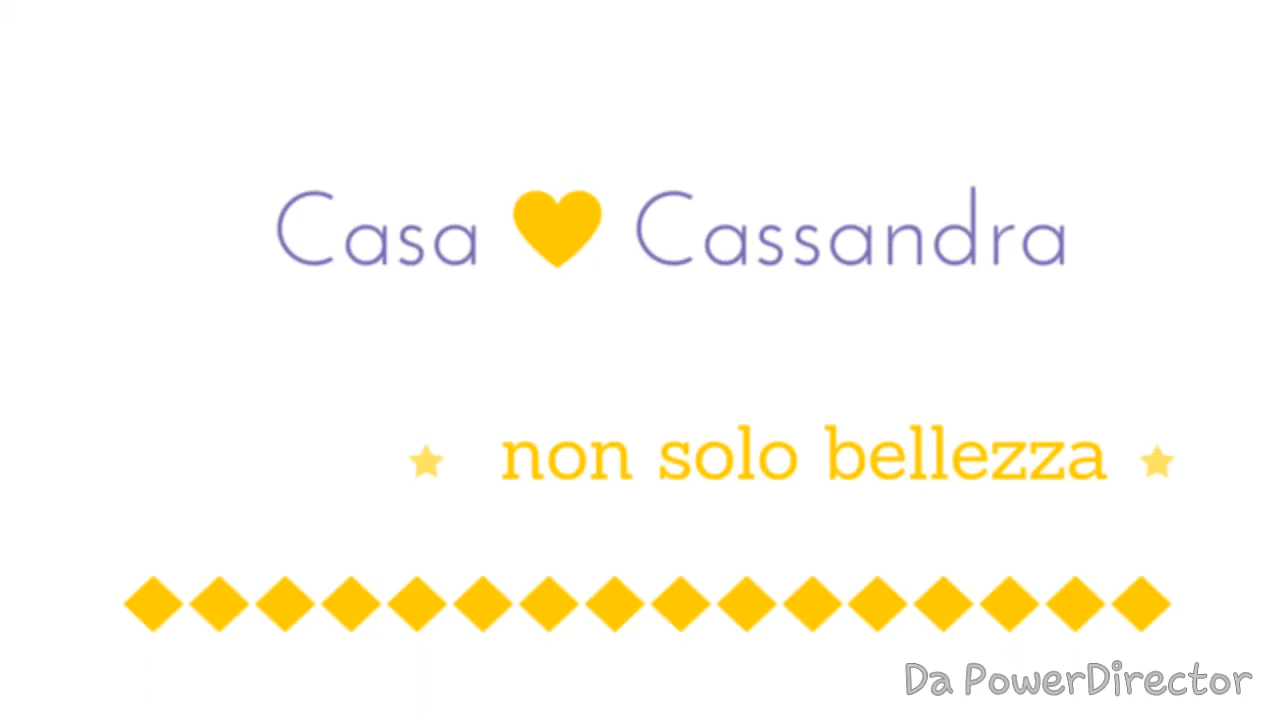 Casa 💛 Cassandra
⭐ non solo bellezza ⭐
Da PowerDirector